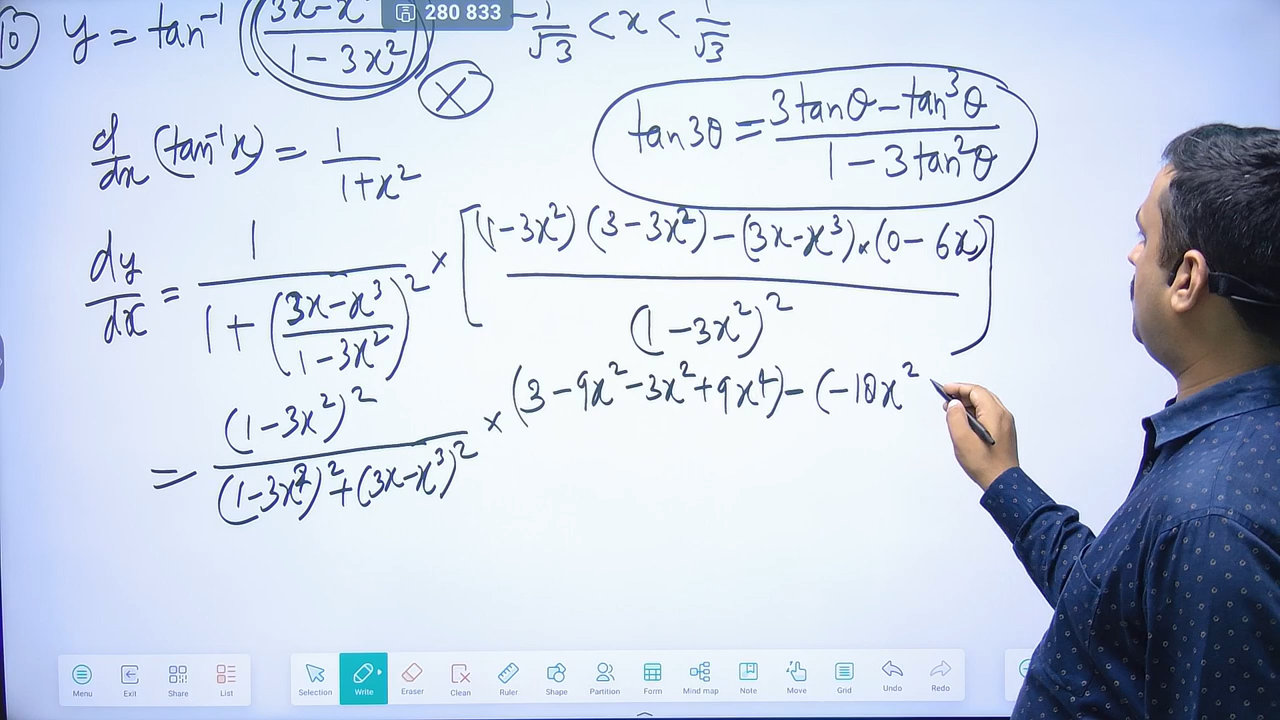 10) y = tan⁻¹ ((3x-x)/(1-3x²)) -1/√3 < x < 1/√3
280 833
X
d/dx (tan⁻¹x) = 1/(1+x²)
tan3θ = (3tanθ - tan³θ)/(1-3tan²θ)
dy/dx = 1/(1+((3x-x³)/(1-3x²))²) × [((1-3x²)(3-3x²)-(3x-x³)×(0-6x))/(1-3x²)²]
= (1-3x²)²/((1-3x²)²+(3x-x³)²) × (3-9x²-3x²+9x⁴)-(-18x²
Menu Exit Share List Selection Write Eraser Clean Ruler Shape Partition Form Mind map Note Move Grid Undo Redo